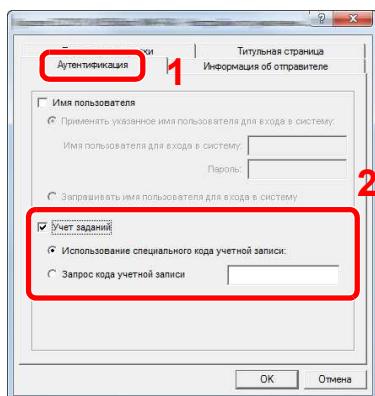 Титульная страница
Аутентификация
Информация об отправителе
1
Имя пользователя
Применять указанное имя пользователя для входа в систему:
Имя пользователя для входа в систему:
Пароль:
Запрашивать имя пользователя для входа в систему
2
Учет заданий
Использование специального кода учетной записи:
Запрос кода учетной записи
OK
Отмена